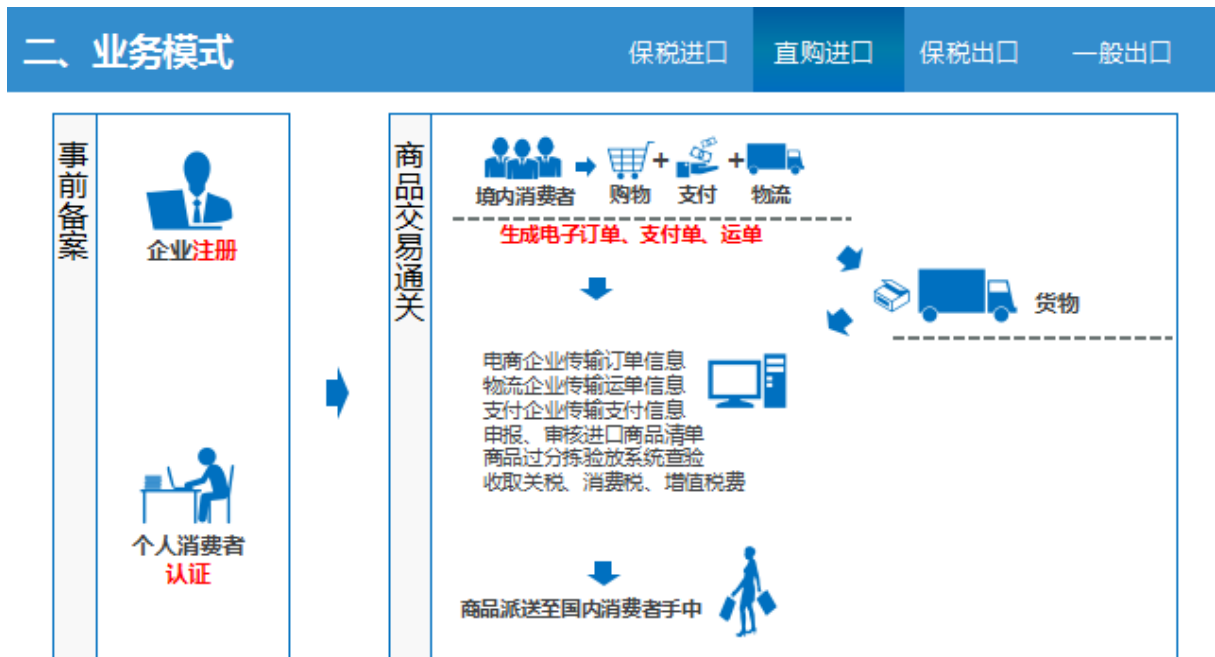 二、业务模式
保税进口
直购进口
保税出口
一般出口
事前备案
企业注册
个人消费者
认证
商品交易通关
境内消费者
购物
+
支付
+
物流
生成电子订单、支付单、运单
货物
电商企业传输订单信息
物流企业传输运单信息
支付企业传输支付信息
申报、审核进口商品清单
商品过分拣验放系统查验
收取关税、消费税、增值税费
商品派送至国内消费者手中